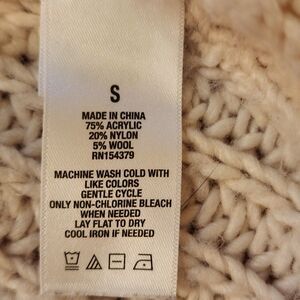 S
MADE IN CHINA
75% ACRYLIC
20% NYLON
5% WOOL
RN154379
MACHINE WASH COLD WITH
LIKE COLORS
GENTLE CYCLE
ONLY NON-CHLORINE BLEACH
WHEN NEEDED
LAY FLAT TO DRY
COOL IRON IF NEEDED